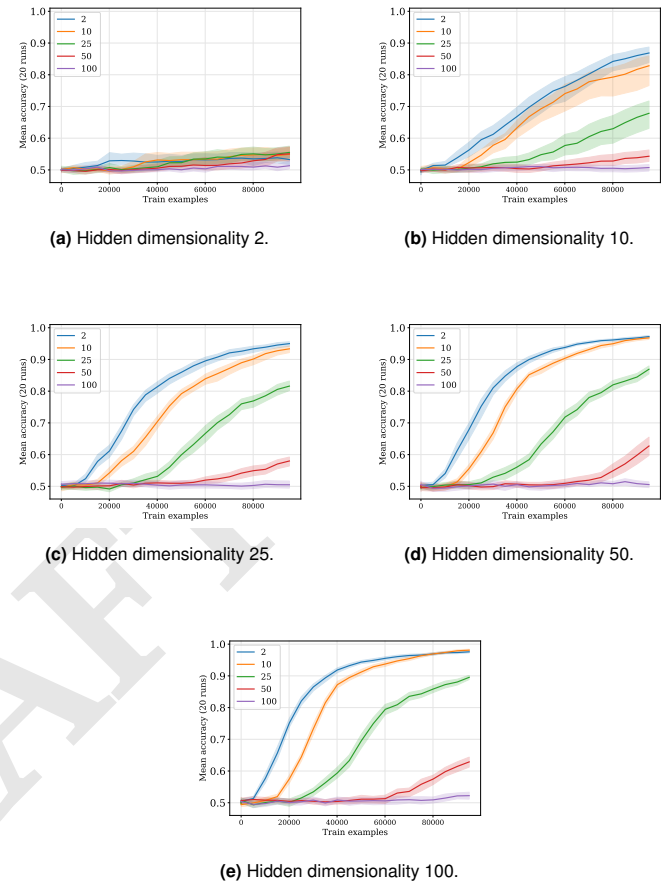 1.0
0.9
0.8
0.7
0.6
0.5
Mean accuracy (20 runs)
2
10
25
50
100
0 20000 40000 60000 80000
Train examples
(a) Hidden dimensionality 2.
1.0
0.9
0.8
0.7
0.6
0.5
Mean accuracy (20 runs)
2
10
25
50
100
0 20000 40000 60000 80000
Train examples
(b) Hidden dimensionality 10.
1.0
0.9
0.8
0.7
0.6
0.5
Mean accuracy (20 runs)
2
10
25
50
100
0 20000 40000 60000 80000
Train examples
(c) Hidden dimensionality 25.
1.0
0.9
0.8
0.7
0.6
0.5
Mean accuracy (20 runs)
2
10
25
50
100
0 20000 40000 60000 80000
Train examples
(d) Hidden dimensionality 50.
1.0
0.9
0.8
0.7
0.6
0.5
Mean accuracy (20 runs)
2
10
25
50
100
0 20000 40000 60000 80000
Train examples
(e) Hidden dimensionality 100.
AFT